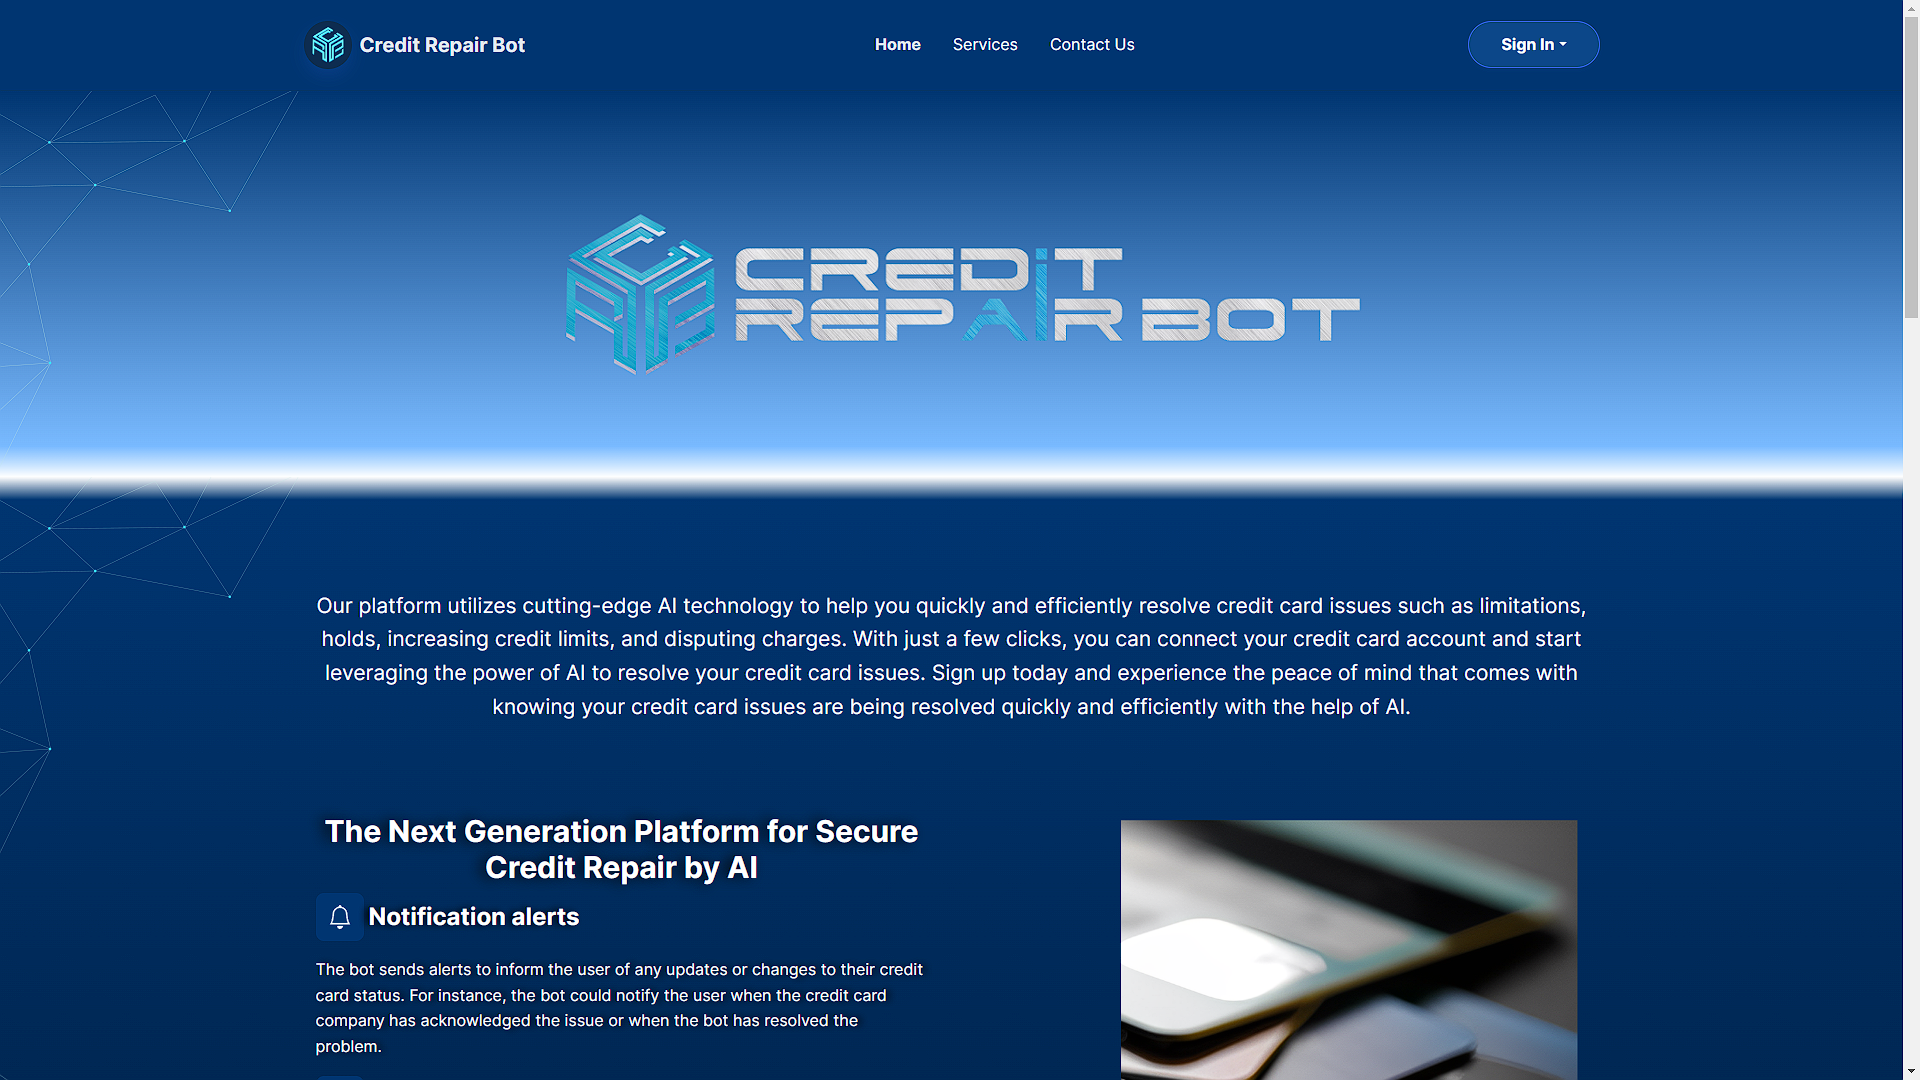 Credit Repair Bot
Home
Services
Contact Us
Sign In
CREDiT
REPAIR BOT
Our platform utilizes cutting-edge AI technology to help you quickly and efficiently resolve credit card issues such as limitations,
holds, increasing credit limits, and disputing charges. With just a few clicks, you can connect your credit card account and start
leveraging the power of AI to resolve your credit card issues. Sign up today and experience the peace of mind that comes with
knowing your credit card issues are being resolved quickly and efficiently with the help of AI.
The Next Generation Platform for Secure
Credit Repair by AI
Notification alerts
The bot sends alerts to inform the user of any updates or changes to their credit
card status. For instance, the bot could notify the user when the credit card
company has acknowledged the issue or when the bot has resolved the
problem.